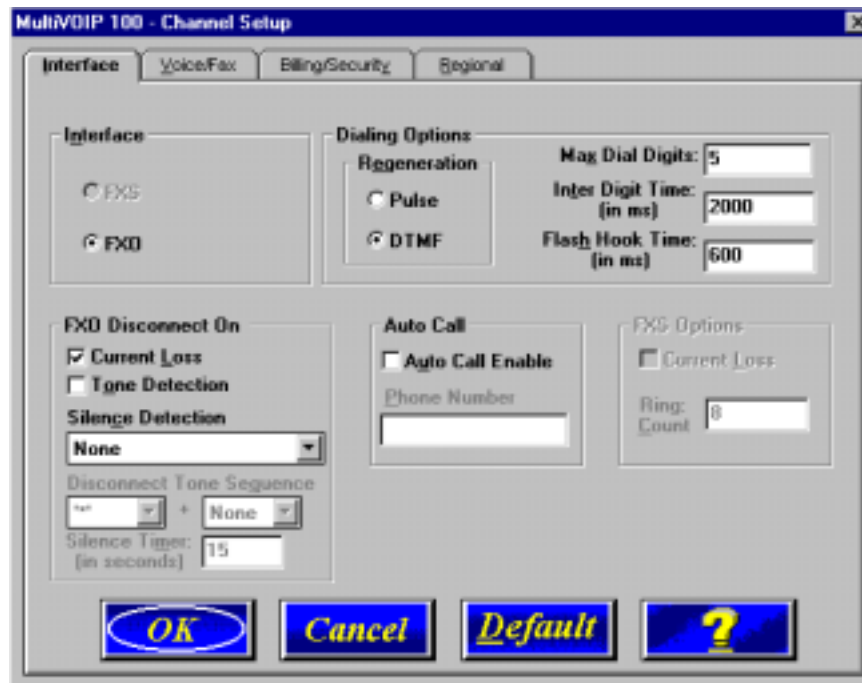 MultiVOIP 100 - Channel Setup
Interface
Voice/Fax
Billing/Security
Regional
Interface
FXS
FXO
Dialing Options
Regeneration
Pulse
DTMF
Max Dial Digits: 5
Inter Digit Time: (in ms) 2000
Flash Hook Time: (in ms) 600
FXO Disconnect On
Current Loss
Tone Detection
Silence Detection
None
Disconnect Tone Sequence
"*" + None
Silence Timer: (in seconds) 15
Auto Call
Auto Call Enable
Phone Number
FXS Options
Current Loss
Ring Count: 8
OK
Cancel
Default
?